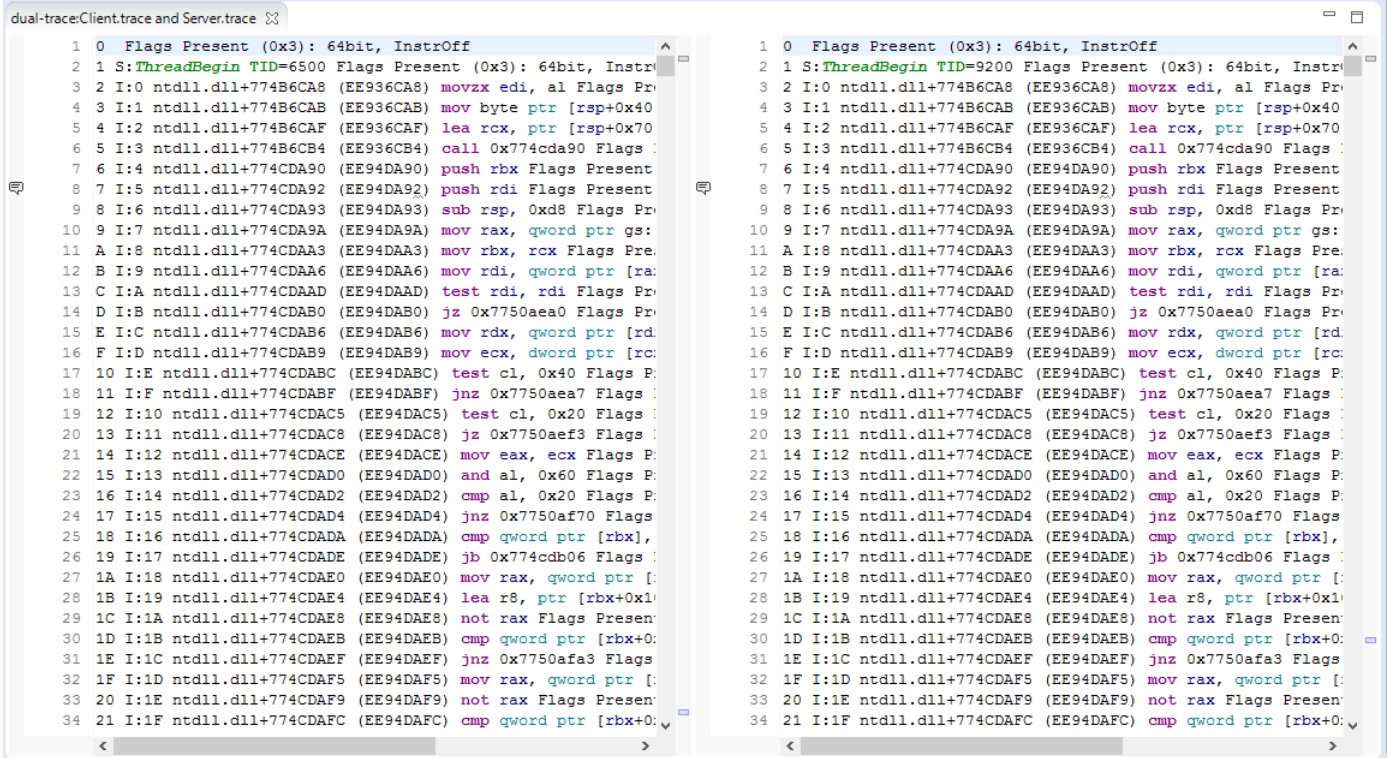 dual-trace:Client.trace and Server.trace
1 0 Flags Present (0x3): 64bit, InstrOff
2 1 S:ThreadBegin TID=6500 Flags Present (0x3): 64bit, Instr
3 2 I:0 ntdll.dll+774B6CA8 (EE936CA8) movzx edi, al Flags Pr
4 3 I:1 ntdll.dll+774B6CAB (EE936CAB) mov byte ptr [rsp+0x40
5 4 I:2 ntdll.dll+774B6CAF (EE936CAF) lea rcx, ptr [rsp+0x70
6 5 I:3 ntdll.dll+774B6CB4 (EE936CB4) call 0x774cda90 Flags
7 6 I:4 ntdll.dll+774CDA90 (EE94DA90) push rbx Flags Present
8 7 I:5 ntdll.dll+774CDA92 (EE94DA92) push rdi Flags Present
9 8 I:6 ntdll.dll+774CDA93 (EE94DA93) sub rsp, 0xd8 Flags Pr
10 9 I:7 ntdll.dll+774CDA9A (EE94DA9A) mov rax, qword ptr gs:
11 A I:8 ntdll.dll+774CDAA3 (EE94DAA3) mov rbx, rcx Flags Pre
12 B I:9 ntdll.dll+774CDAA6 (EE94DAA6) mov rdi, qword ptr [ra
13 C I:A ntdll.dll+774CDAAD (EE94DAAD) test rdi, rdi Flags Pr
14 D I:B ntdll.dll+774CDAB0 (EE94DAB0) jz 0x7750aea0 Flags Pr
15 E I:C ntdll.dll+774CDAB6 (EE94DAB6) mov rdx, qword ptr [rd
16 F I:D ntdll.dll+774CDAB9 (EE94DAB9) mov ecx, dword ptr [rc
17 10 I:E ntdll.dll+774CDABC (EE94DABC) test cl, 0x40 Flags P
18 11 I:F ntdll.dll+774CDABF (EE94DABF) jnz 0x7750aea7 Flags
19 12 I:10 ntdll.dll+774CDAC5 (EE94DAC5) test cl, 0x20 Flags
20 13 I:11 ntdll.dll+774CDAC8 (EE94DAC8) jz 0x7750aef3 Flags
21 14 I:12 ntdll.dll+774CDACE (EE94DACE) mov eax, ecx Flags P
22 15 I:13 ntdll.dll+774CDAD0 (EE94DAD0) and al, 0x60 Flags P
23 16 I:14 ntdll.dll+774CDAD2 (EE94DAD2) cmp al, 0x20 Flags P
24 17 I:15 ntdll.dll+774CDAD4 (EE94DAD4) jnz 0x7750af70 Flags
25 18 I:16 ntdll.dll+774CDADA (EE94DADA) cmp qword ptr [rbx],
26 19 I:17 ntdll.dll+774CDADE (EE94DADE) jb 0x774cdb06 Flags
27 1A I:18 ntdll.dll+774CDAE0 (EE94DAE0) mov rax, qword ptr [
28 1B I:19 ntdll.dll+774CDAE4 (EE94DAE4) lea r8, ptr [rbx+0x1
29 1C I:1A ntdll.dll+774CDAE8 (EE94DAE8) not rax Flags Presen
30 1D I:1B ntdll.dll+774CDAEB (EE94DAEB) cmp qword ptr [rbx+0
31 1E I:1C ntdll.dll+774CDAEF (EE94DAEF) jnz 0x7750afa3 Flags
32 1F I:1D ntdll.dll+774CDAF5 (EE94DAF5) mov rax, qword ptr [
33 20 I:1E ntdll.dll+774CDAF9 (EE94DAF9) not rax Flags Presen
34 21 I:1F ntdll.dll+774CDAFC (EE94DAFC) cmp qword ptr [rbx+0
1 0 Flags Present (0x3): 64bit, InstrOff
2 1 S:ThreadBegin TID=9200 Flags Present (0x3): 64bit, Instr
3 2 I:0 ntdll.dll+774B6CA8 (EE936CA8) movzx edi, al Flags Pr
4 3 I:1 ntdll.dll+774B6CAB (EE936CAB) mov byte ptr [rsp+0x40
5 4 I:2 ntdll.dll+774B6CAF (EE936CAF) lea rcx, ptr [rsp+0x70
6 5 I:3 ntdll.dll+774B6CB4 (EE936CB4) call 0x774cda90 Flags
7 6 I:4 ntdll.dll+774CDA90 (EE94DA90) push rbx Flags Present
8 7 I:5 ntdll.dll+774CDA92 (EE94DA92) push rdi Flags Present
9 8 I:6 ntdll.dll+774CDA93 (EE94DA93) sub rsp, 0xd8 Flags Pr
10 9 I:7 ntdll.dll+774CDA9A (EE94DA9A) mov rax, qword ptr gs:
11 A I:8 ntdll.dll+774CDAA3 (EE94DAA3) mov rbx, rcx Flags Pre
12 B I:9 ntdll.dll+774CDAA6 (EE94DAA6) mov rdi, qword ptr [ra
13 C I:A ntdll.dll+774CDAAD (EE94DAAD) test rdi, rdi Flags Pr
14 D I:B ntdll.dll+774CDAB0 (EE94DAB0) jz 0x7750aea0 Flags Pr
15 E I:C ntdll.dll+774CDAB6 (EE94DAB6) mov rdx, qword ptr [rd
16 F I:D ntdll.dll+774CDAB9 (EE94DAB9) mov ecx, dword ptr [rc
17 10 I:E ntdll.dll+774CDABC (EE94DABC) test cl, 0x40 Flags P
18 11 I:F ntdll.dll+774CDABF (EE94DABF) jnz 0x7750aea7 Flags
19 12 I:10 ntdll.dll+774CDAC5 (EE94DAC5) test cl, 0x20 Flags
20 13 I:11 ntdll.dll+774CDAC8 (EE94DAC8) jz 0x7750aef3 Flags
21 14 I:12 ntdll.dll+774CDACE (EE94DACE) mov eax, ecx Flags P
22 15 I:13 ntdll.dll+774CDAD0 (EE94DAD0) and al, 0x60 Flags P
23 16 I:14 ntdll.dll+774CDAD2 (EE94DAD2) cmp al, 0x20 Flags P
24 17 I:15 ntdll.dll+774CDAD4 (EE94DAD4) jnz 0x7750af70 Flags
25 18 I:16 ntdll.dll+774CDADA (EE94DADA) cmp qword ptr [rbx],
26 19 I:17 ntdll.dll+774CDADE (EE94DADE) jb 0x774cdb06 Flags
27 1A I:18 ntdll.dll+774CDAE0 (EE94DAE0) mov rax, qword ptr [
28 1B I:19 ntdll.dll+774CDAE4 (EE94DAE4) lea r8, ptr [rbx+0x1
29 1C I:1A ntdll.dll+774CDAE8 (EE94DAE8) not rax Flags Presen
30 1D I:1B ntdll.dll+774CDAEB (EE94DAEB) cmp qword ptr [rbx+0
31 1E I:1C ntdll.dll+774CDAEF (EE94DAEF) jnz 0x7750afa3 Flags
32 1F I:1D ntdll.dll+774CDAF5 (EE94DAF5) mov rax, qword ptr [
33 20 I:1E ntdll.dll+774CDAF9 (EE94DAF9) not rax Flags Presen
34 21 I:1F ntdll.dll+774CDAFC (EE94DAFC) cmp qword ptr [rbx+0